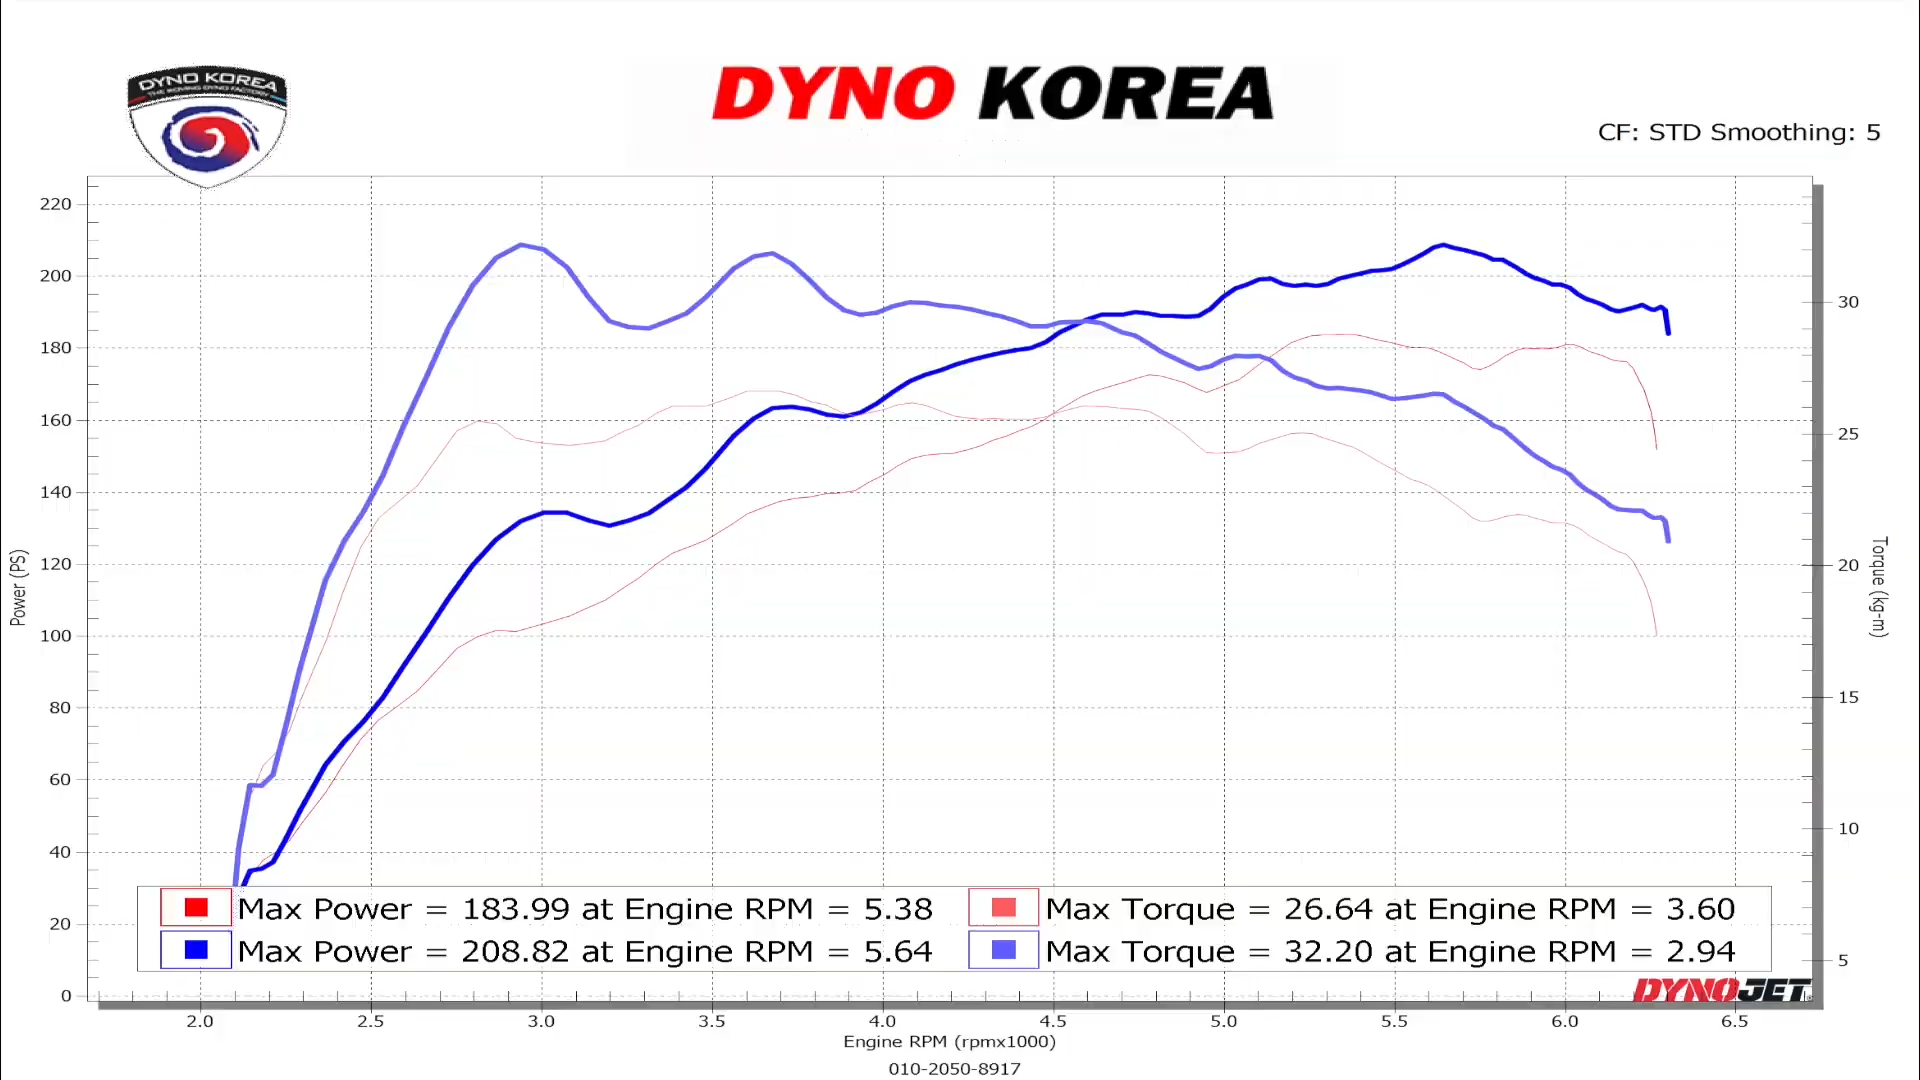 DYNO KOREA
THE MOVING DYNO FACTORY
DYNO KOREA
CF: STD Smoothing: 5
220
200
180
160
140
120
100
80
60
40
20
0
Power (PS)
30
25
20
15
10
5
Torque (kg-m)
Max Power = 183.99 at Engine RPM = 5.38
Max Torque = 26.64 at Engine RPM = 3.60
Max Power = 208.82 at Engine RPM = 5.64
Max Torque = 32.20 at Engine RPM = 2.94
DYNOJET
2.0 2.5 3.0 3.5 4.0 4.5 5.0 5.5 6.0 6.5
Engine RPM (rpmx1000)
010-2050-8917